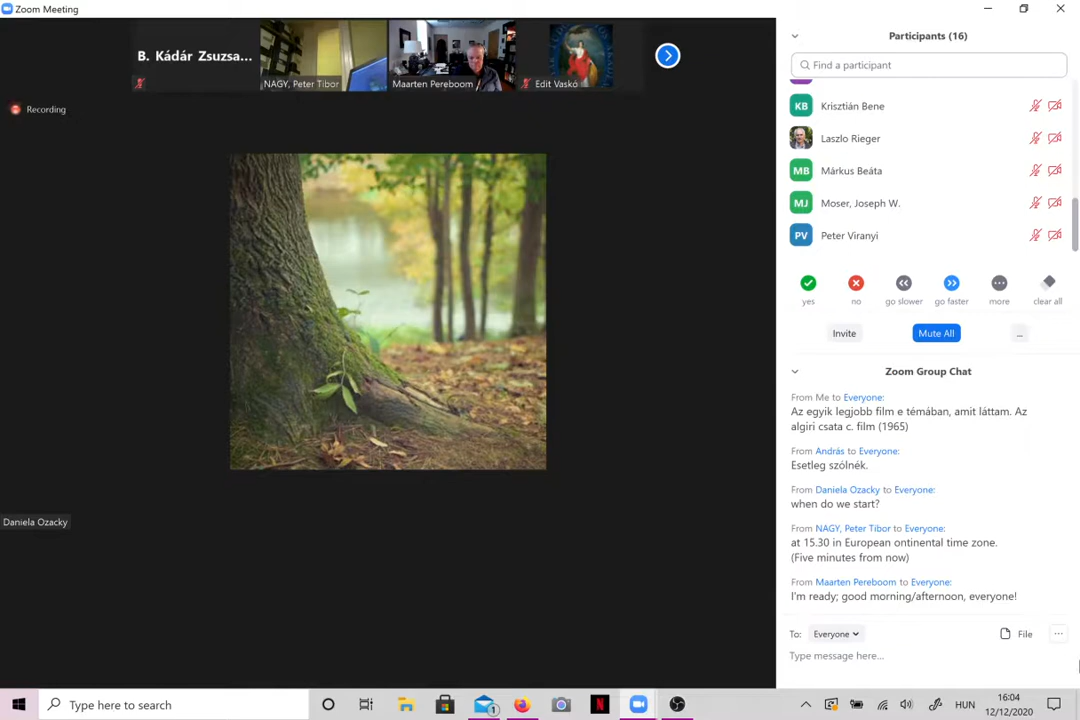 Zoom Meeting
B. Kádár Zsuzsa...
NAGY, Peter Tibor
Maarten Pereboom
Edit Vaskó
Recording
Daniela Ozacky
Participants (16)
Find a participant
KB Krisztián Bene
Laszlo Rieger
MB Márkus Beáta
MJ Moser, Joseph W.
PV Peter Viranyi
yes no go slower go faster more clear all
Invite Mute All ...
Zoom Group Chat
From Me to Everyone:
Az egyik legjobb film e témában, amit láttam. Az
algiri csata c. film (1965)
From András to Everyone:
Esetleg szólnék.
From Daniela Ozacky to Everyone:
when do we start?
From NAGY, Peter Tibor to Everyone:
at 15.30 in European ontinental time zone.
(Five minutes from now)
From Maarten Pereboom to Everyone:
I'm ready; good morning/afternoon, everyone!
To: Everyone File
Type message here...
Type here to search
1
N
HUN
16:04
12/12/2020